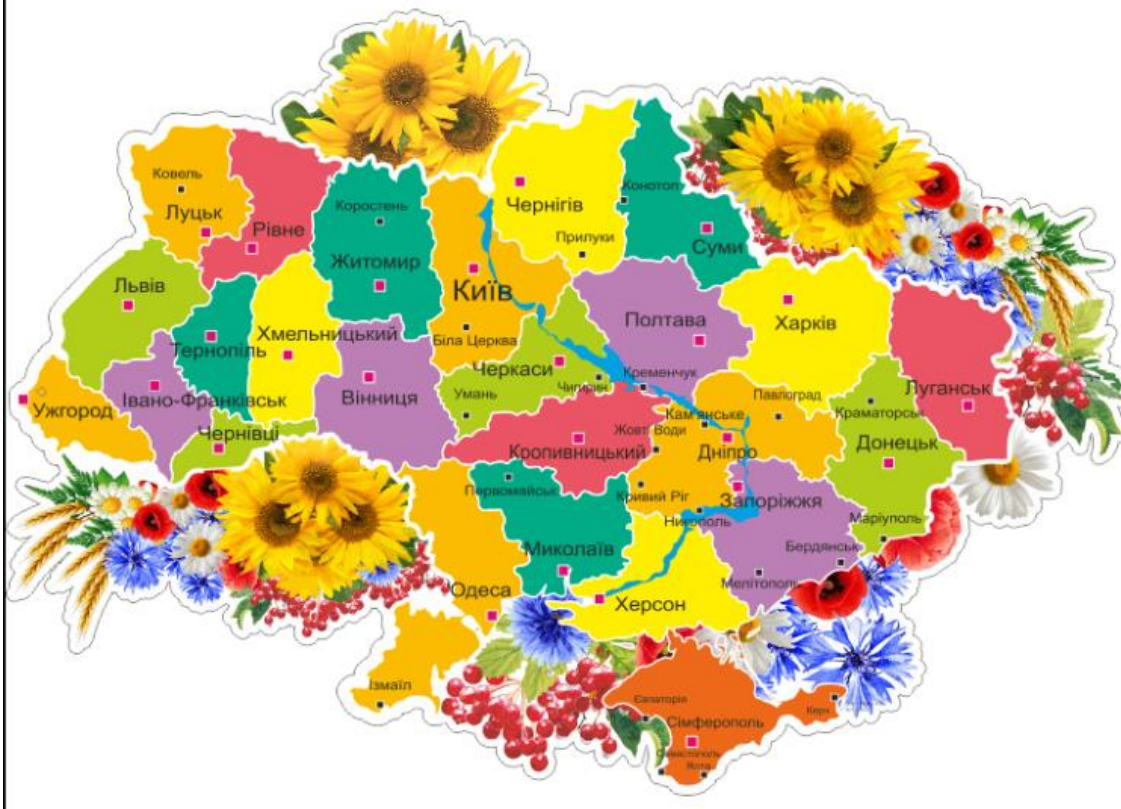 Ковель
Луцьк
Рівне
Коростень
Житомир
Київ
Біла Церква
Чернігів
Прилуки
Конотоп
Суми
Львів
Тернопіль
Хмельницький
Вінниця
Черкаси
Умань
Чигирин
Полтава
Кременчук
Харків
Луганськ
Ужгород
Івано-Франківськ
Чернівці
Кропивницький
Жовті Води
Кам'янське
Павлоград
Дніпро
Краматорськ
Донецьк
Первомайськ
Кривий Ріг
Нікополь
Запоріжжя
Маріуполь
Бердянськ
Мелітополь
Миколаїв
Одеса
Херсон
Ізмаїл
Євпаторія
Сімферополь
Керч
Севастополь
Ялта